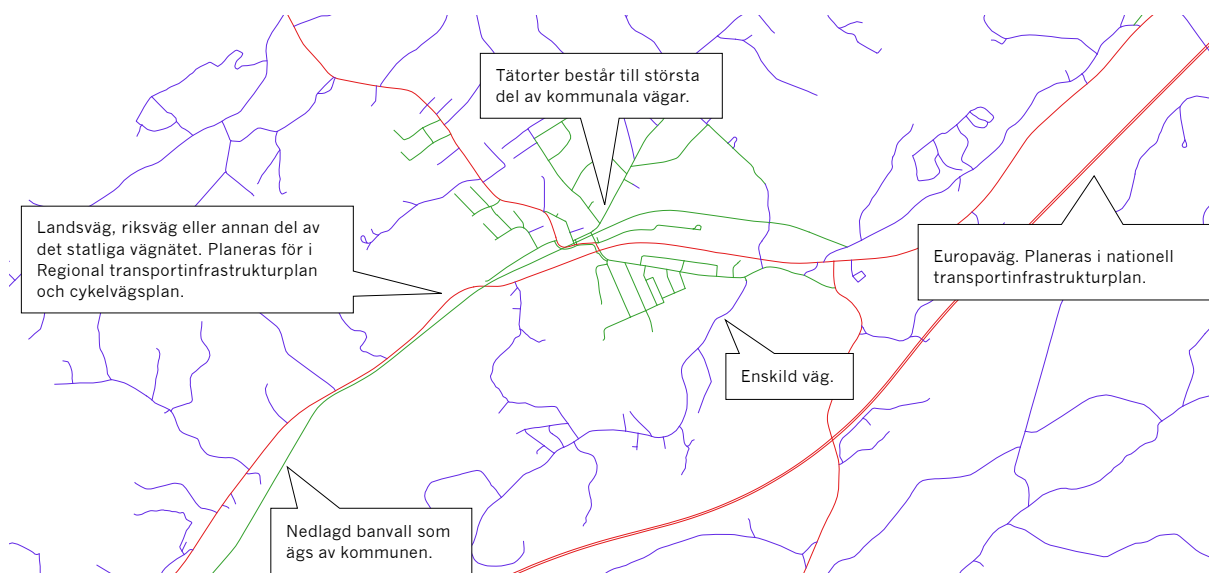 Tätorter består till största
del av kommunala vägar.
Landsväg, riksväg eller annan del av
det statliga vägnätet. Planeras för i
Regional transportinfrastrukturplan
och cykelvägsplan.
Europaväg. Planeras i nationell
transportinfrastrukturplan.
Enskild väg.
Nedlagd banvall som
ägs av kommunen.